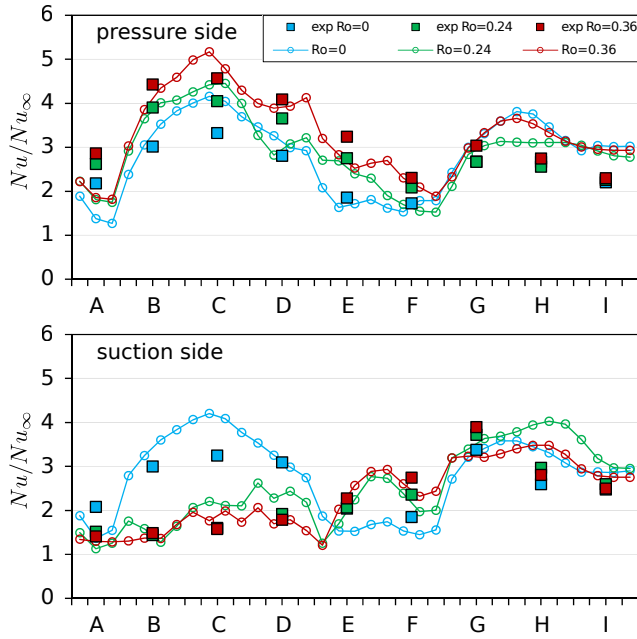 6
pressure side
exp Ro=0 exp Ro=0.24 exp Ro=0.36
Ro=0 Ro=0.24 Ro=0.36
5
4
3
2
1
0
Nu/Nu∞
A B C D E F G H I
6
suction side
5
4
3
2
1
0
Nu/Nu∞
A B C D E F G H I